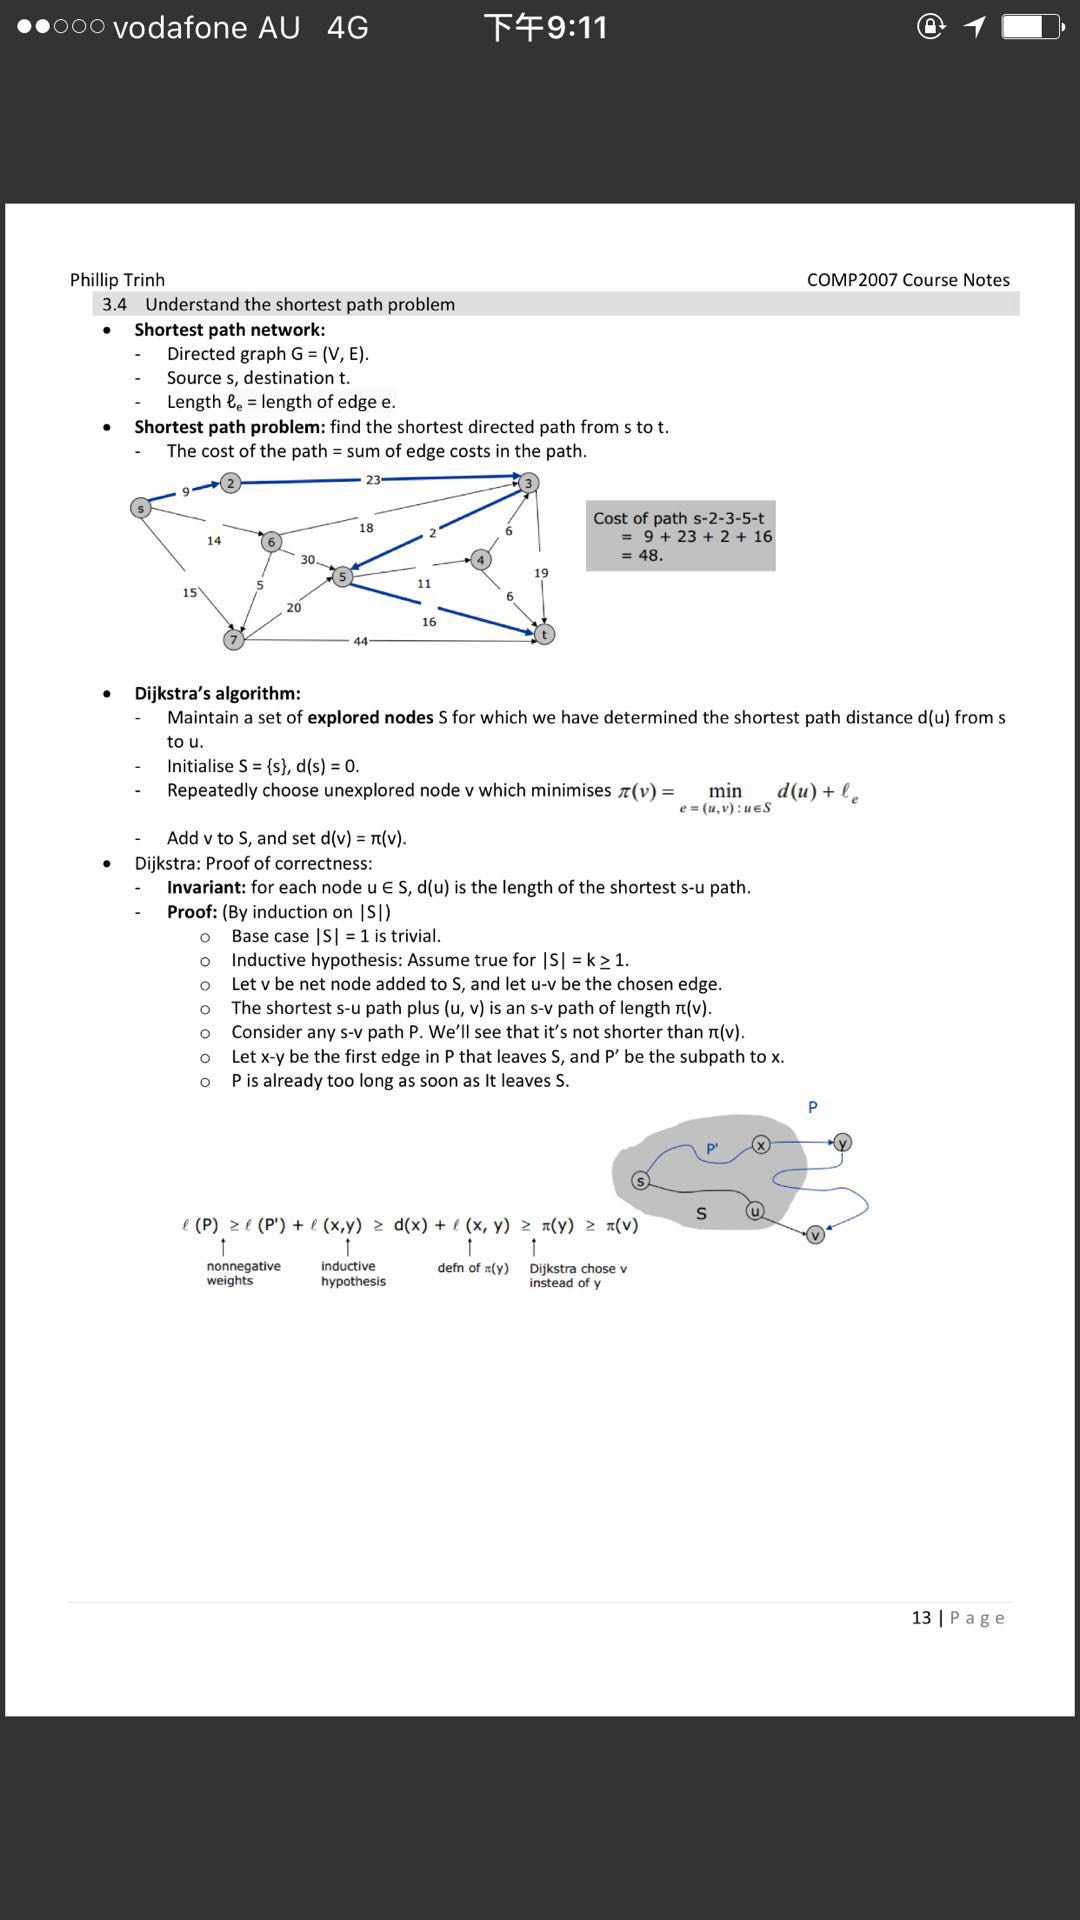 vodafone AU 4G 下午9:11
Phillip Trinh COMP2007 Course Notes
3.4 Understand the shortest path problem
• Shortest path network:
- Directed graph G = (V, E).
- Source s, destination t.
- Length ℓe = length of edge e.
• Shortest path problem: find the shortest directed path from s to t.
- The cost of the path = sum of edge costs in the path.
9 2 23 3
s
14 6 18 2 6
30 5 11 4 19
15 5 20 6
16
7 44 t
Cost of path s-2-3-5-t
= 9 + 23 + 2 + 16
= 48.
• Dijkstra's algorithm:
- Maintain a set of explored nodes S for which we have determined the shortest path distance d(u) from s
to u.
- Initialise S = {s}, d(s) = 0.
- Repeatedly choose unexplored node v which minimises π(v) = min d(u) + ℓe
e = (u,v) : u∈S
- Add v to S, and set d(v) = π(v).
• Dijkstra: Proof of correctness:
- Invariant: for each node u ∈ S, d(u) is the length of the shortest s-u path.
- Proof: (By induction on |S|)
o Base case |S| = 1 is trivial.
o Inductive hypothesis: Assume true for |S| = k ≥ 1.
o Let v be net node added to S, and let u-v be the chosen edge.
o The shortest s-u path plus (u, v) is an s-v path of length π(v).
o Consider any s-v path P. We'll see that it's not shorter than π(v).
o Let x-y be the first edge in P that leaves S, and P' be the subpath to x.
o P is already too long as soon as It leaves S.
P
P' x y
s
S u
v
ℓ (P) ≥ ℓ (P') + ℓ (x,y) ≥ d(x) + ℓ (x, y) ≥ π(y) ≥ π(v)
nonnegative inductive defn of π(y) Dijkstra chose v
weights hypothesis instead of y
13 | Page